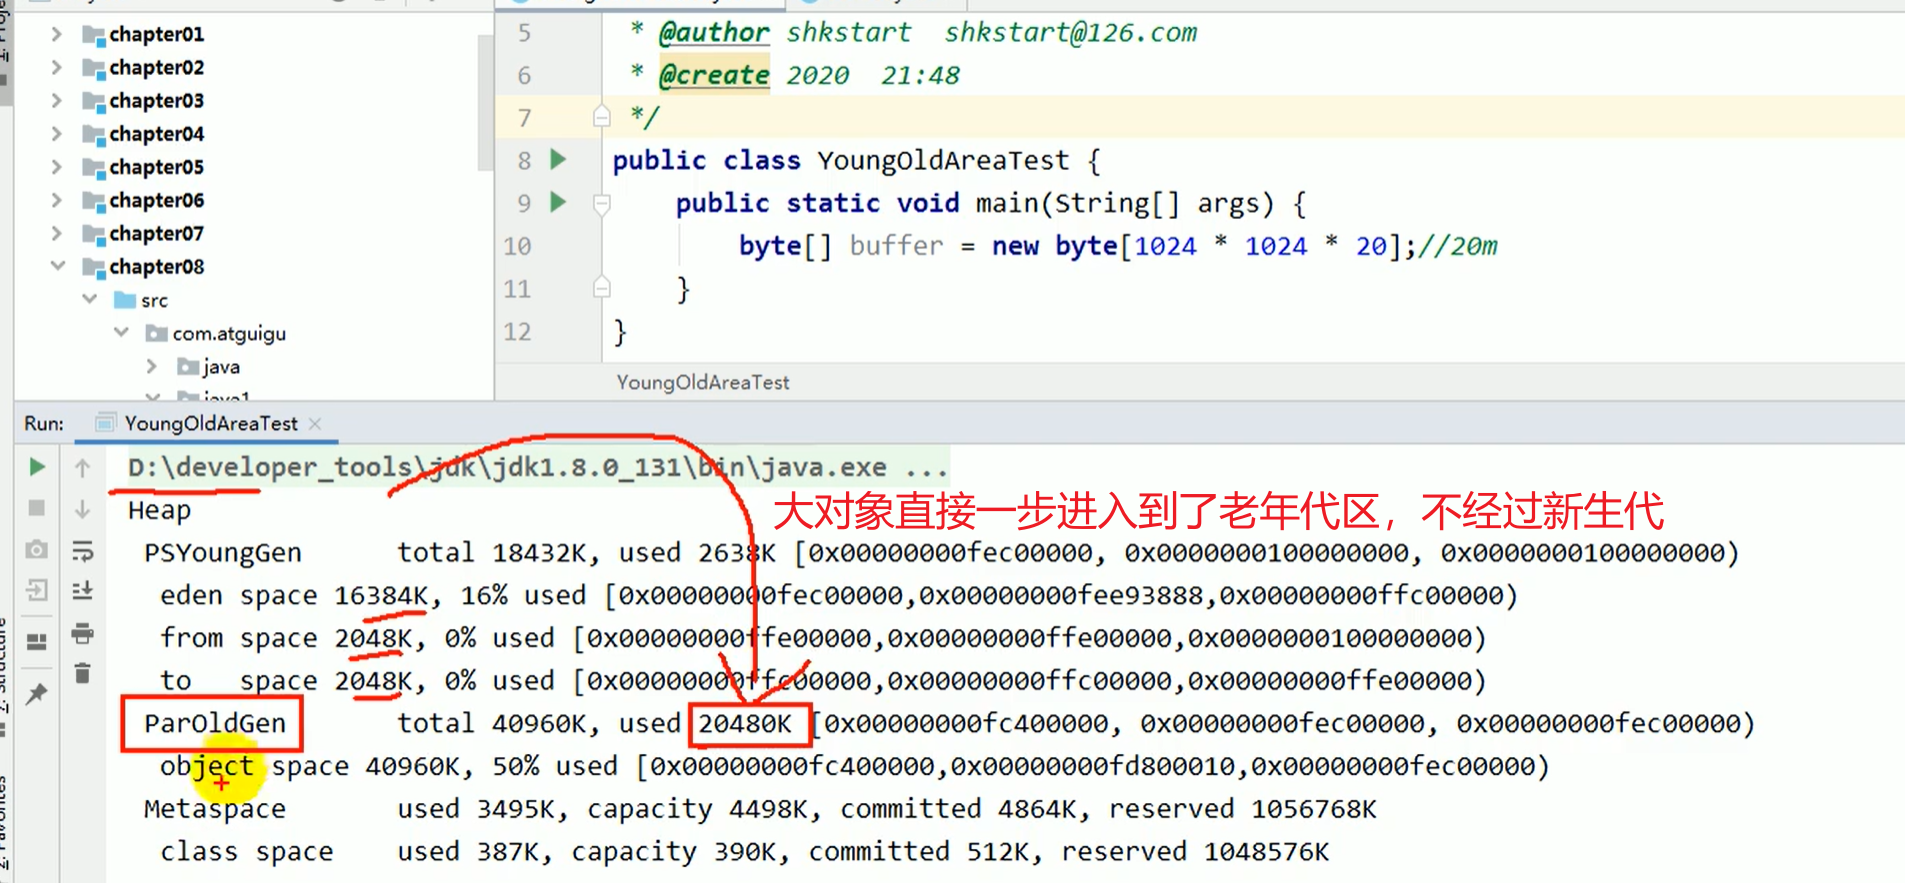 chapter01
chapter02
chapter03
chapter04
chapter05
chapter06
chapter07
chapter08
src
com.atguigu
java
java1
5 * @author shkstart shkstart@126.com
6 * @create 2020 21:48
7 */
8 public class YoungOldAreaTest {
9 public static void main(String[] args) {
10 byte[] buffer = new byte[1024 * 1024 * 20];//20m
11 }
12 }
YoungOldAreaTest
Run: YoungOldAreaTest
D:\developer_tools\jdk\jdk1.8.0_131\bin\java.exe ...
大对象直接一步进入到了老年代区，不经过新生代
Heap
PSYoungGen total 18432K, used 2638K [0x00000000fec00000, 0x0000000100000000, 0x0000000100000000)
eden space 16384K, 16% used [0x00000000fec00000,0x00000000fee93888,0x00000000ffc00000)
from space 2048K, 0% used [0x00000000ffe00000,0x00000000ffe00000,0x0000000100000000)
to space 2048K, 0% used [0x00000000ffc00000,0x00000000ffc00000,0x00000000ffe00000)
ParOldGen total 40960K, used 20480K [0x00000000fc400000, 0x00000000fec00000, 0x00000000fec00000)
object space 40960K, 50% used [0x00000000fc400000,0x00000000fd800010,0x00000000fec00000)
Metaspace used 3495K, capacity 4498K, committed 4864K, reserved 1056768K
class space used 387K, capacity 390K, committed 512K, reserved 1048576K